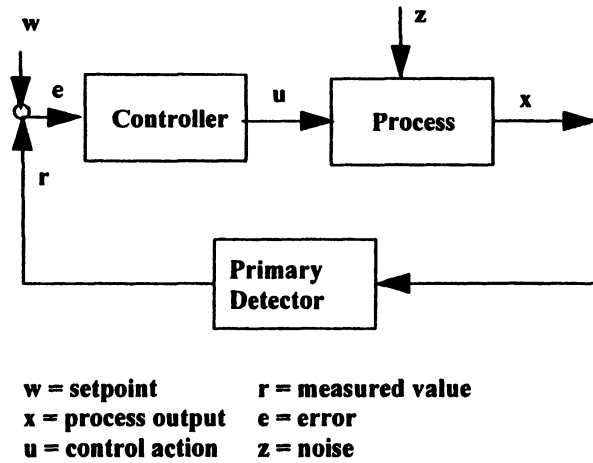 w
z
e
Controller
u
Process
x
r
Primary
Detector
w = setpoint r = measured value
x = process output e = error
u = control action z = noise